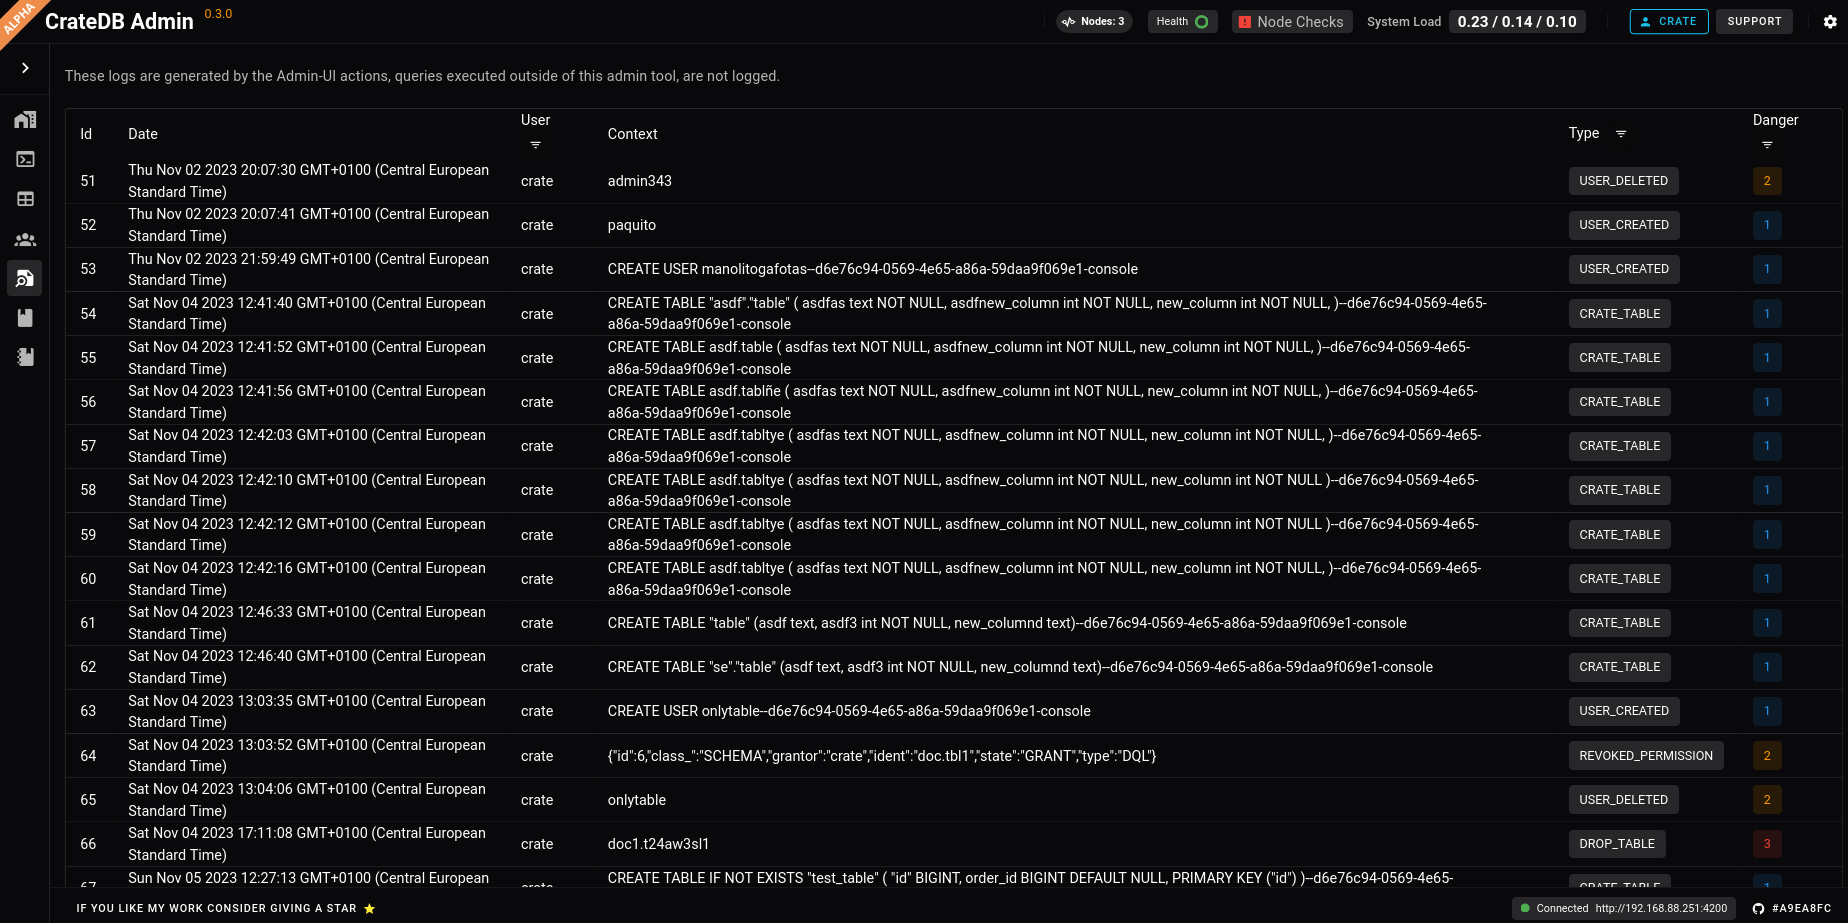 ALPHA
CrateDB Admin 0.3.0
Nodes: 3
Health
Node Checks
System Load 0.23 / 0.14 / 0.10
CRATE
SUPPORT
These logs are generated by the Admin-UI actions, queries executed outside of this admin tool, are not logged.
Id Date User Context Type Danger
51 Thu Nov 02 2023 20:07:30 GMT+0100 (Central European
Standard Time) crate admin343 USER_DELETED 2
52 Thu Nov 02 2023 20:07:41 GMT+0100 (Central European
Standard Time) crate paquito USER_CREATED 1
53 Thu Nov 02 2023 21:59:49 GMT+0100 (Central European
Standard Time) crate CREATE USER manolitogafotas--d6e76c94-0569-4e65-a86a-59daa9f069e1-console USER_CREATED 1
54 Sat Nov 04 2023 12:41:40 GMT+0100 (Central European
Standard Time) crate CREATE TABLE "asdf"."table" ( asdfas text NOT NULL, asdfnew_column int NOT NULL, new_column int NOT NULL, )--d6e76c94-0569-4e65-
a86a-59daa9f069e1-console CRATE_TABLE 1
55 Sat Nov 04 2023 12:41:52 GMT+0100 (Central European
Standard Time) crate CREATE TABLE asdf.table ( asdfas text NOT NULL, asdfnew_column int NOT NULL, new_column int NOT NULL, )--d6e76c94-0569-4e65-
a86a-59daa9f069e1-console CRATE_TABLE 1
56 Sat Nov 04 2023 12:41:56 GMT+0100 (Central European
Standard Time) crate CREATE TABLE asdf.tablñe ( asdfas text NOT NULL, asdfnew_column int NOT NULL, new_column int NOT NULL, )--d6e76c94-0569-4e65-
a86a-59daa9f069e1-console CRATE_TABLE 1
57 Sat Nov 04 2023 12:42:03 GMT+0100 (Central European
Standard Time) crate CREATE TABLE asdf.tabltye ( asdfas text NOT NULL, asdfnew_column int NOT NULL, new_column int NOT NULL, )--d6e76c94-0569-4e65-
a86a-59daa9f069e1-console CRATE_TABLE 1
58 Sat Nov 04 2023 12:42:10 GMT+0100 (Central European
Standard Time) crate CREATE TABLE asdf.tabltye ( asdfas text NOT NULL, asdfnew_column int NOT NULL, new_column int NOT NULL )--d6e76c94-0569-4e65-
a86a-59daa9f069e1-console CRATE_TABLE 1
59 Sat Nov 04 2023 12:42:12 GMT+0100 (Central European
Standard Time) crate CREATE TABLE asdf.tabltye ( asdfas text NOT NULL, asdfnew_column int NOT NULL, new_column int NOT NULL )--d6e76c94-0569-4e65-
a86a-59daa9f069e1-console CRATE_TABLE 1
60 Sat Nov 04 2023 12:42:16 GMT+0100 (Central European
Standard Time) crate CREATE TABLE asdf.tabltye ( asdfas text NOT NULL, asdfnew_column int NOT NULL, new_column int NOT NULL, )--d6e76c94-0569-4e65-
a86a-59daa9f069e1-console CRATE_TABLE 1
61 Sat Nov 04 2023 12:46:33 GMT+0100 (Central European
Standard Time) crate CREATE TABLE "table" (asdf text, asdf3 int NOT NULL, new_columnd text)--d6e76c94-0569-4e65-a86a-59daa9f069e1-console CRATE_TABLE 1
62 Sat Nov 04 2023 12:46:40 GMT+0100 (Central European
Standard Time) crate CREATE TABLE "se"."table" (asdf text, asdf3 int NOT NULL, new_columnd text)--d6e76c94-0569-4e65-a86a-59daa9f069e1-console CRATE_TABLE 1
63 Sat Nov 04 2023 13:03:35 GMT+0100 (Central European
Standard Time) crate CREATE USER onlytable--d6e76c94-0569-4e65-a86a-59daa9f069e1-console USER_CREATED 1
64 Sat Nov 04 2023 13:03:52 GMT+0100 (Central European
Standard Time) crate {"id":6,"class_":"SCHEMA","grantor":"crate","ident":"doc.tbl1","state":"GRANT","type":"DQL"} REVOKED_PERMISSION 2
65 Sat Nov 04 2023 13:04:06 GMT+0100 (Central European
Standard Time) crate onlytable USER_DELETED 2
66 Sat Nov 04 2023 17:11:08 GMT+0100 (Central European
Standard Time) crate doc1.t24aw3sl1 DROP_TABLE 3
67 Sun Nov 05 2023 12:27:13 GMT+0100 (Central European
crate CREATE TABLE IF NOT EXISTS "test_table" ( "id" BIGINT, order_id BIGINT DEFAULT NULL, PRIMARY KEY ("id") )--d6e76c94-0569-4e65-
CRATE_TABLE 1
IF YOU LIKE MY WORK CONSIDER GIVING A STAR
Connected http://192.168.88.251:4200
#A9EA8FC